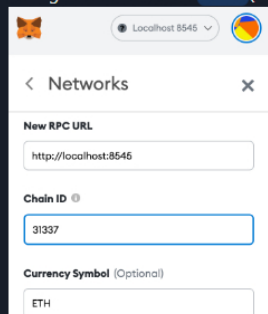 Localhost 8545
Networks
New RPC URL
http://localhost:8545
Chain ID
31337
Currency Symbol (Optional)
ETH